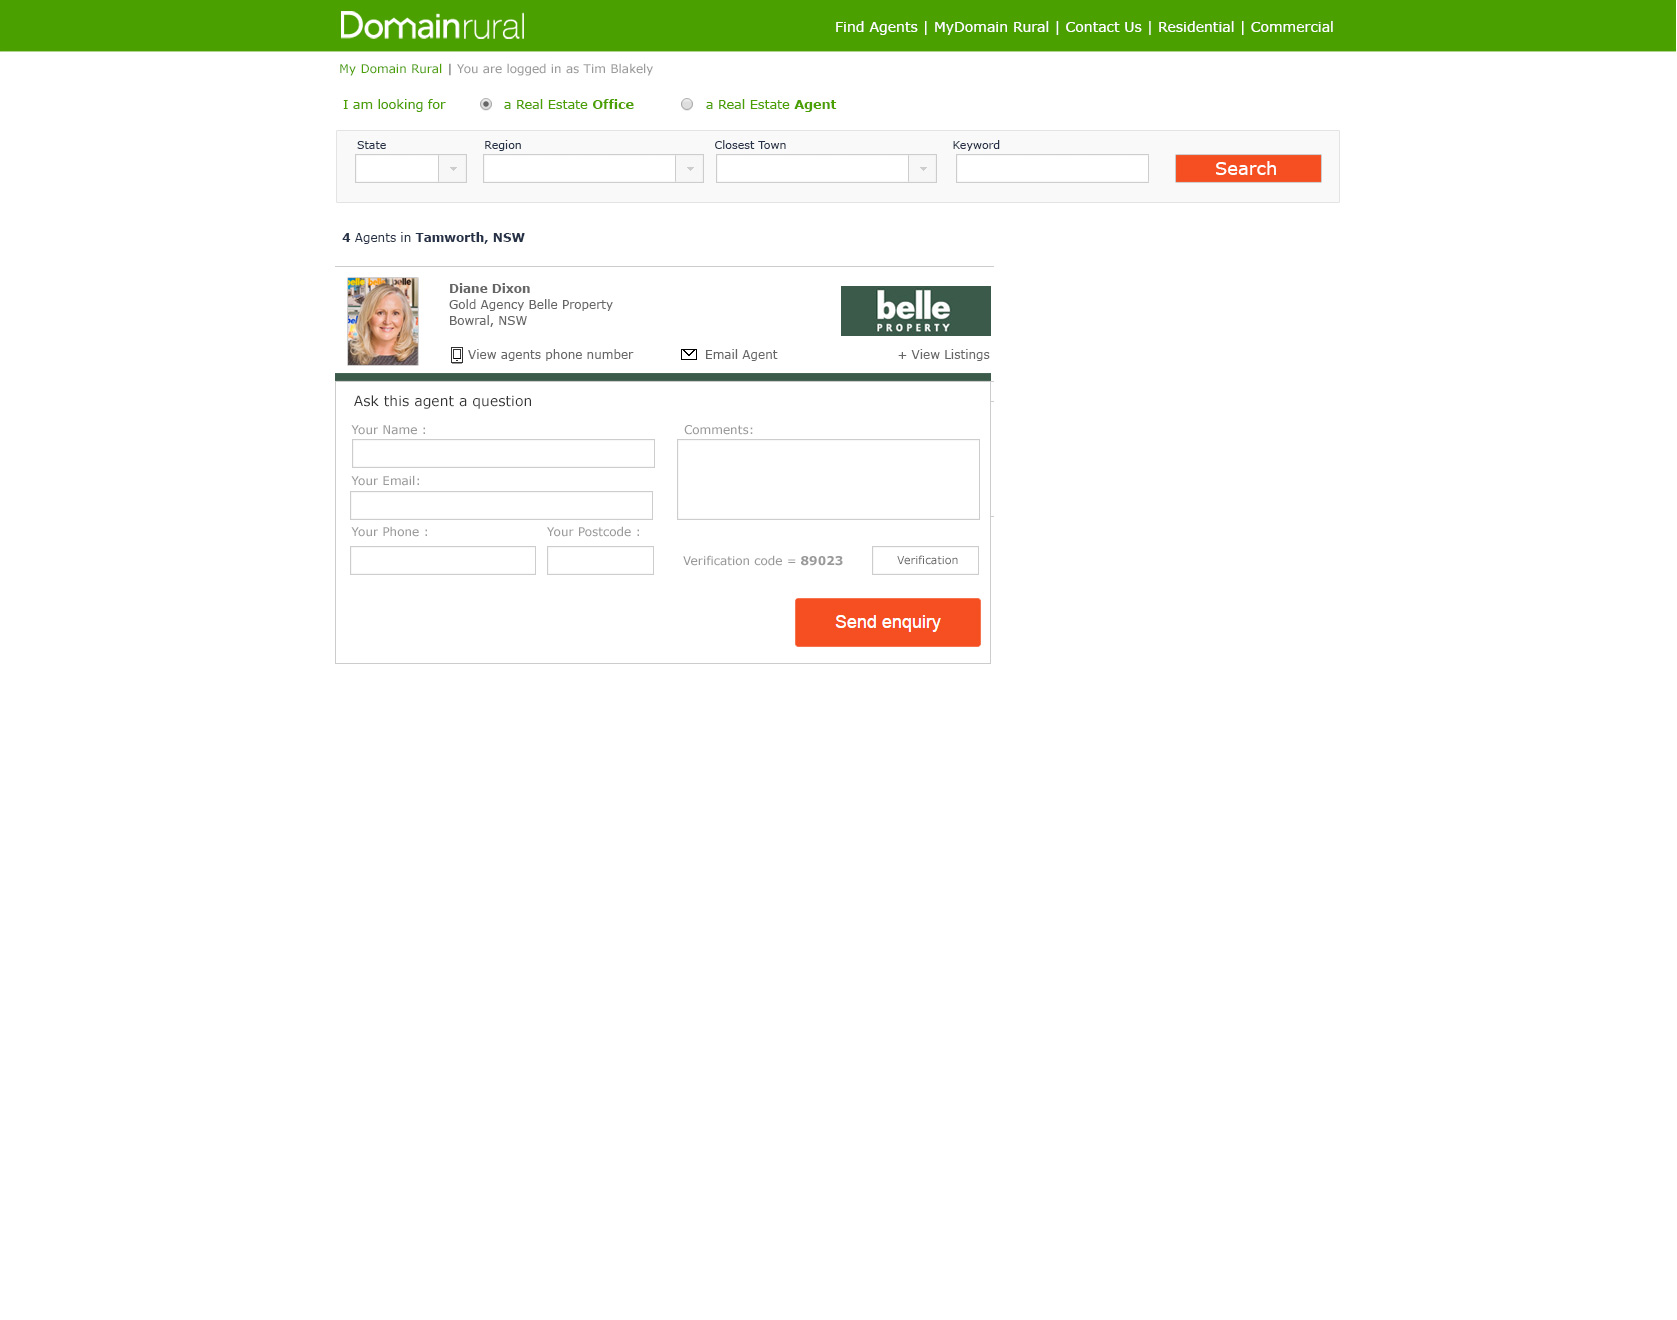 Domainrural
Find Agents | MyDomain Rural | Contact Us | Residential | Commercial
My Domain Rural | You are logged in as Tim Blakely
I am looking for a Real Estate Office a Real Estate Agent
State Region Closest Town Keyword
Search
4 Agents in Tamworth, NSW
Diane Dixon
Gold Agency Belle Property
Bowral, NSW
belle
PROPERTY
View agents phone number Email Agent + View Listings
Ask this agent a question
Your Name : Comments:
Your Email:
Your Phone : Your Postcode :
Verification code = 89023 Verification
Send enquiry